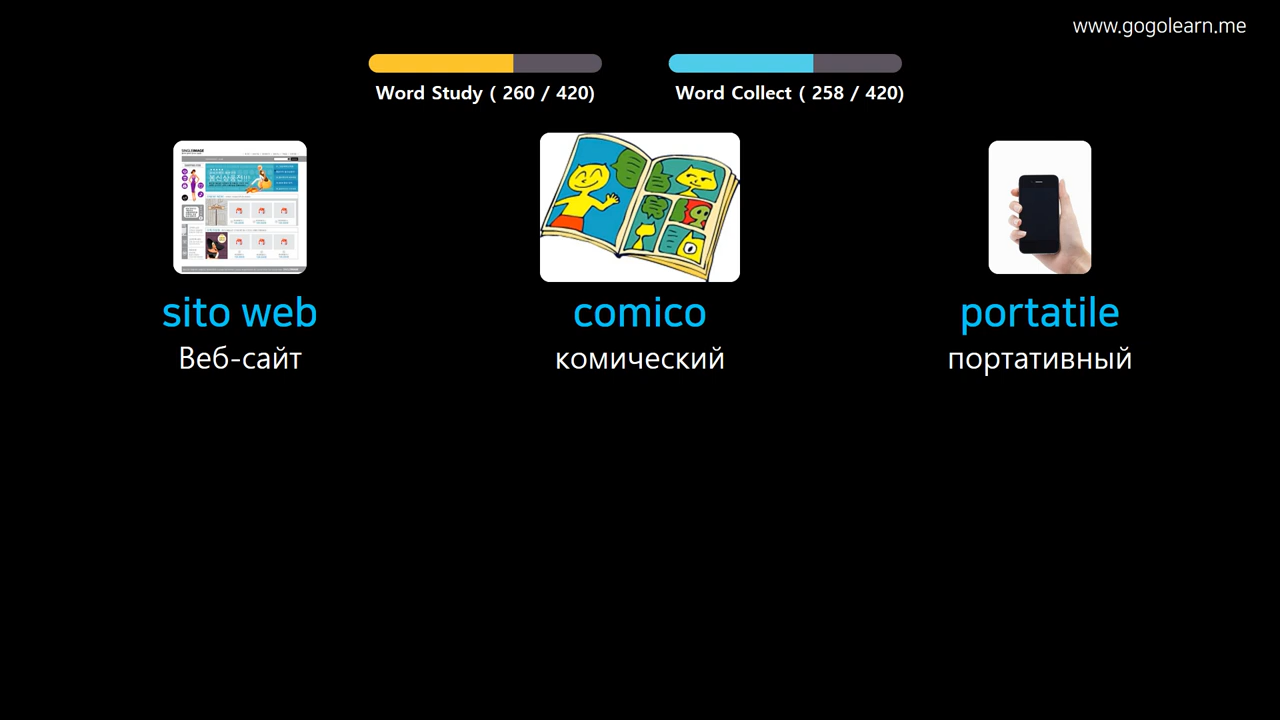 www.gogolearn.me
Word Study ( 260 / 420)
Word Collect ( 258 / 420)
sito web
Веб-сайт
comico
комический
portatile
портативный